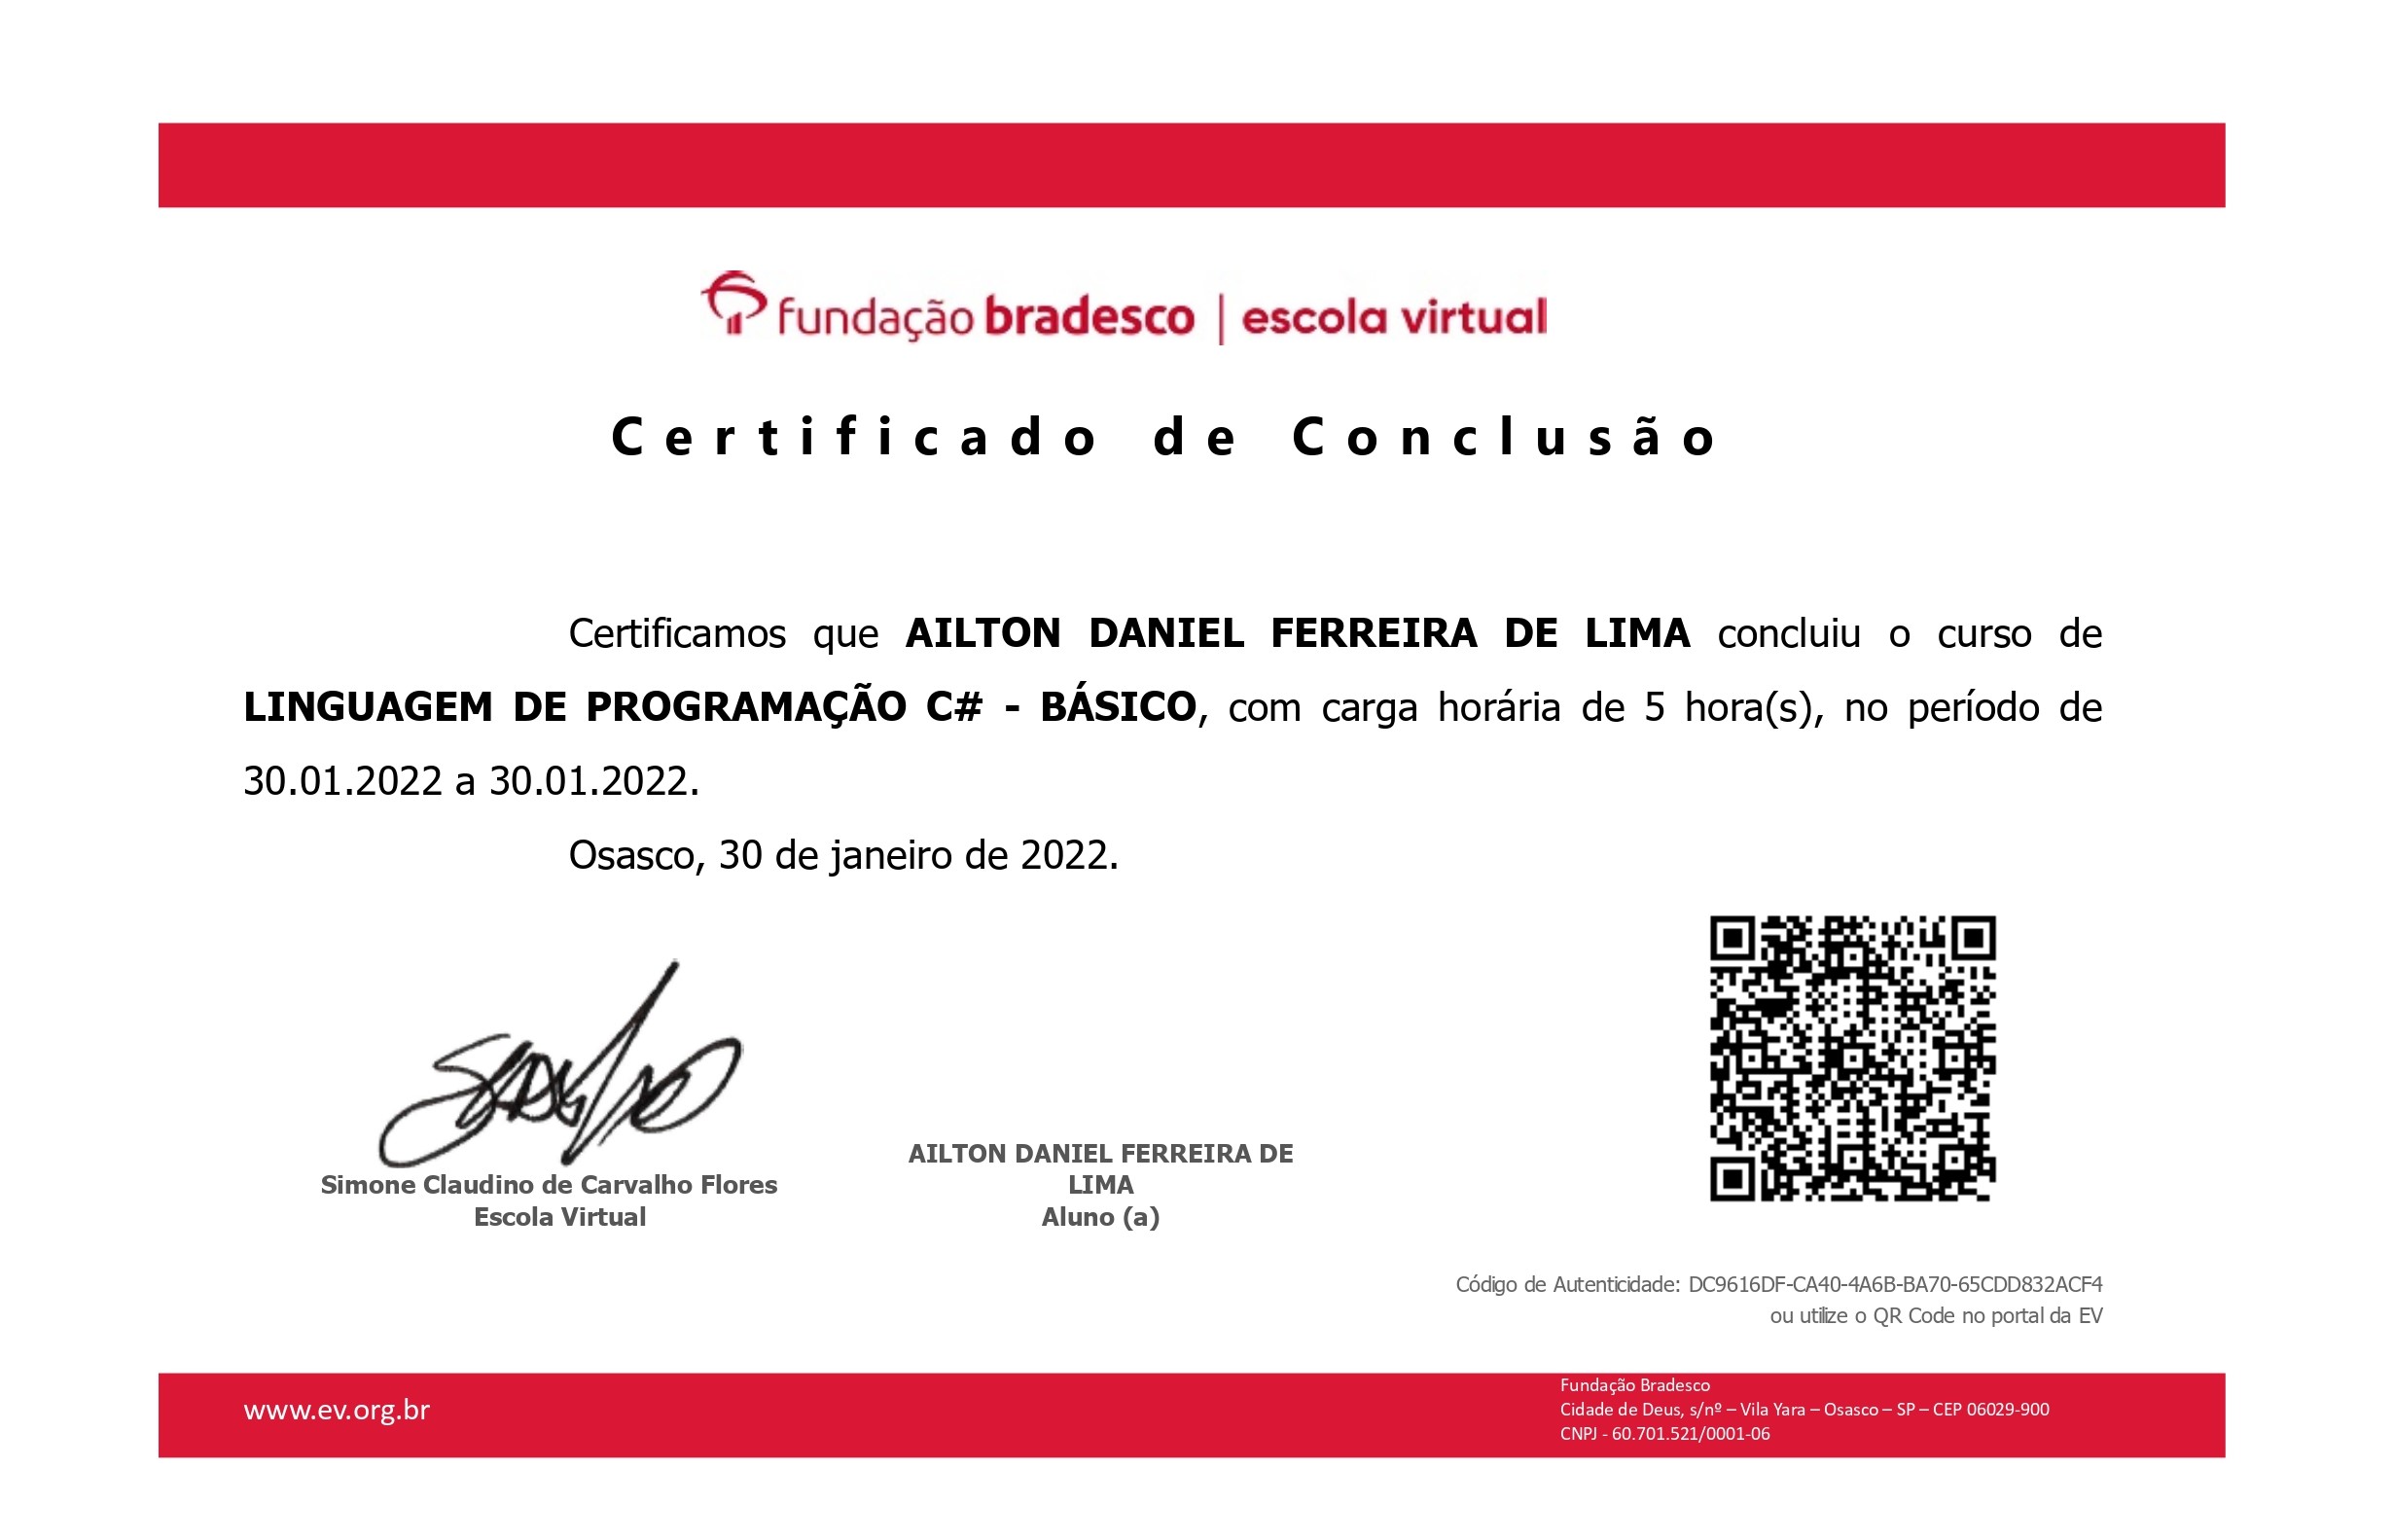 fundação bradesco | escola virtual
Certificado de Conclusão
Certificamos que AILTON DANIEL FERREIRA DE LIMA concluiu o curso de
LINGUAGEM DE PROGRAMAÇÃO C# - BÁSICO, com carga horária de 5 hora(s), no período de
30.01.2022 a 30.01.2022.
Osasco, 30 de janeiro de 2022.
Simone Claudino de Carvalho Flores
Escola Virtual
AILTON DANIEL FERREIRA DE
LIMA
Aluno (a)
Código de Autenticidade: DC9616DF-CA40-4A6B-BA70-65CDD832ACF4
ou utilize o QR Code no portal da EV
www.ev.org.br
Fundação Bradesco
Cidade de Deus, s/nº – Vila Yara – Osasco – SP – CEP 06029-900
CNPJ - 60.701.521/0001-06